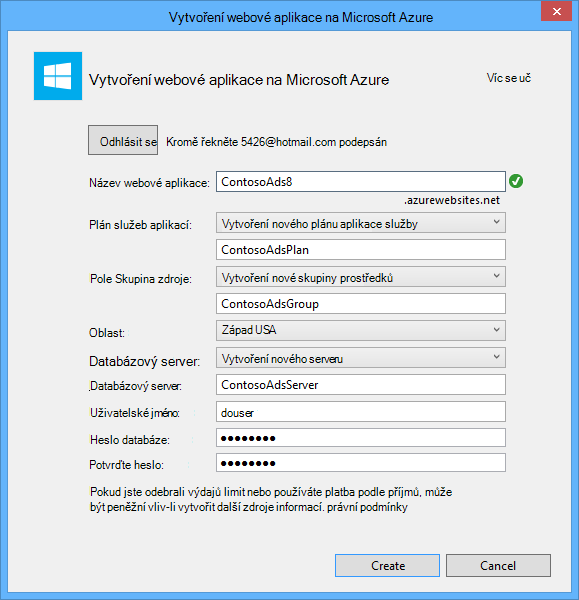 Vytvoření webové aplikace na Microsoft Azure
Vytvoření webové aplikace na Microsoft Azure
Víc se uč
Odhlásit se Kromě řekněte 5426@hotmail.com podepsán
Název webové aplikace: ContosoAds8
.azurewebsites.net
Plán služeb aplikací: Vytvoření nového plánu aplikace služby
ContosoAdsPlan
Pole Skupina zdroje: Vytvoření nové skupiny prostředků
ContosoAdsGroup
Oblast: Západ USA
Databázový server: Vytvoření nového serveru
Databázový server: ContosoAdsServer
Uživatelské jméno: douser
Heslo databáze: ●●●●●●●●
Potvrďte heslo: ●●●●●●●●
Pokud jste odebrali výdajů limit nebo používáte platba podle příjmů, může
být peněžní vliv-li vytvořit další zdroje informací. právní podmínky
Create Cancel